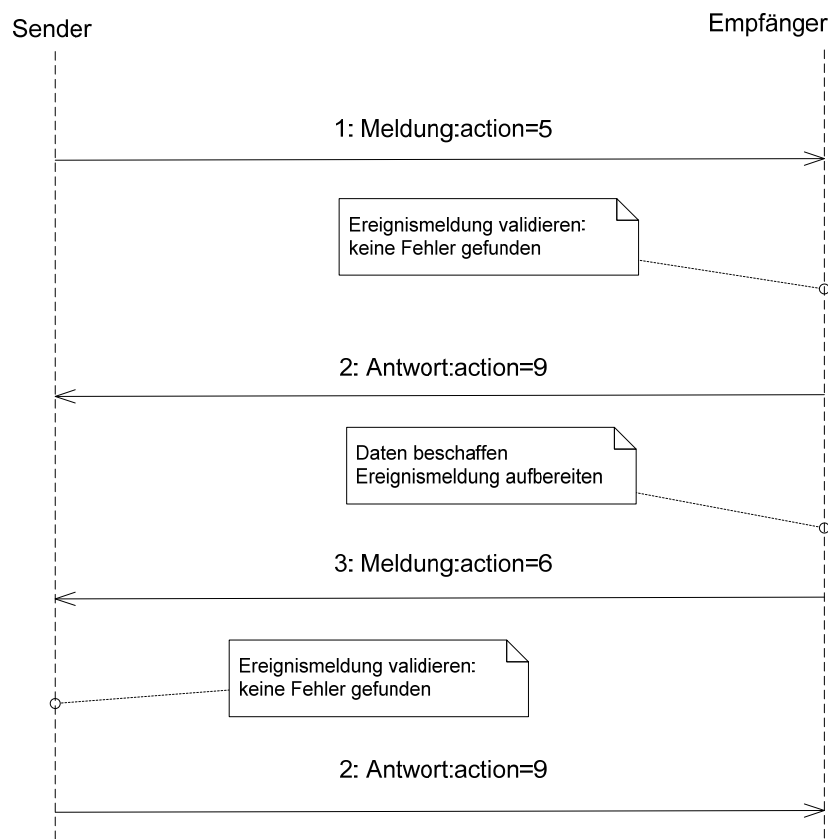 Sender
Empfänger
1: Meldung:action=5
Ereignismeldung validieren:
keine Fehler gefunden
2: Antwort:action=9
Daten beschaffen
Ereignismeldung aufbereiten
3: Meldung:action=6
Ereignismeldung validieren:
keine Fehler gefunden
2: Antwort:action=9